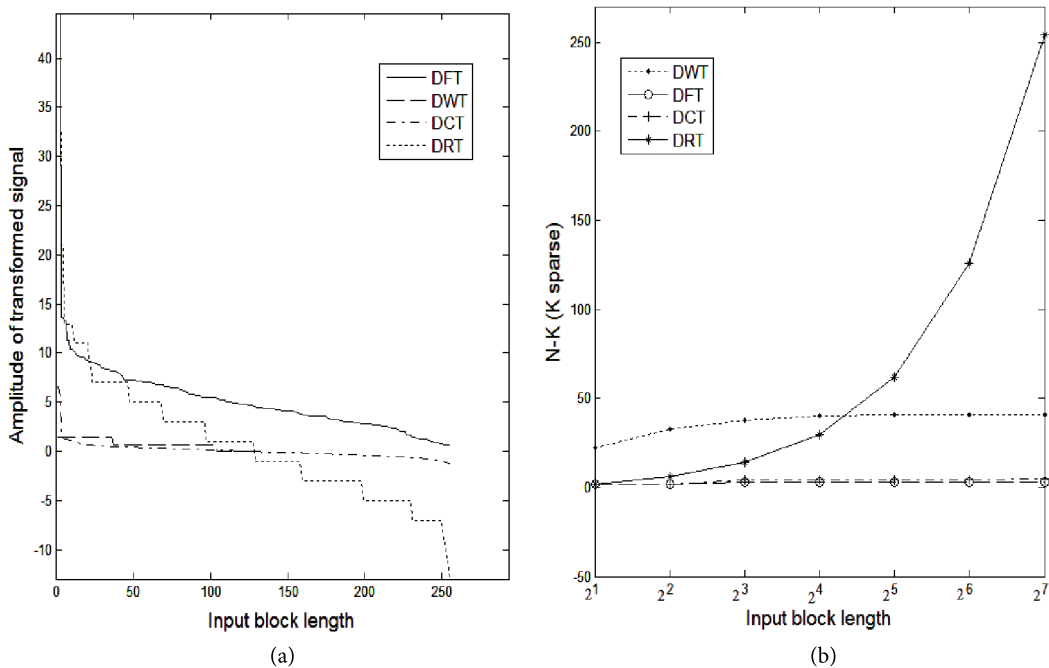 Amplitude of transformed signal
40
35
30
25
20
15
10
5
0
-5
-10
DFT
DWT
DCT
DRT
0 50 100 150 200 250
Input block length
(a)
N-K (K sparse)
250
200
150
100
50
0
-50
DWT
DFT
DCT
DRT
2^1 2^2 2^3 2^4 2^5 2^6 2^7
Input block length
(b)